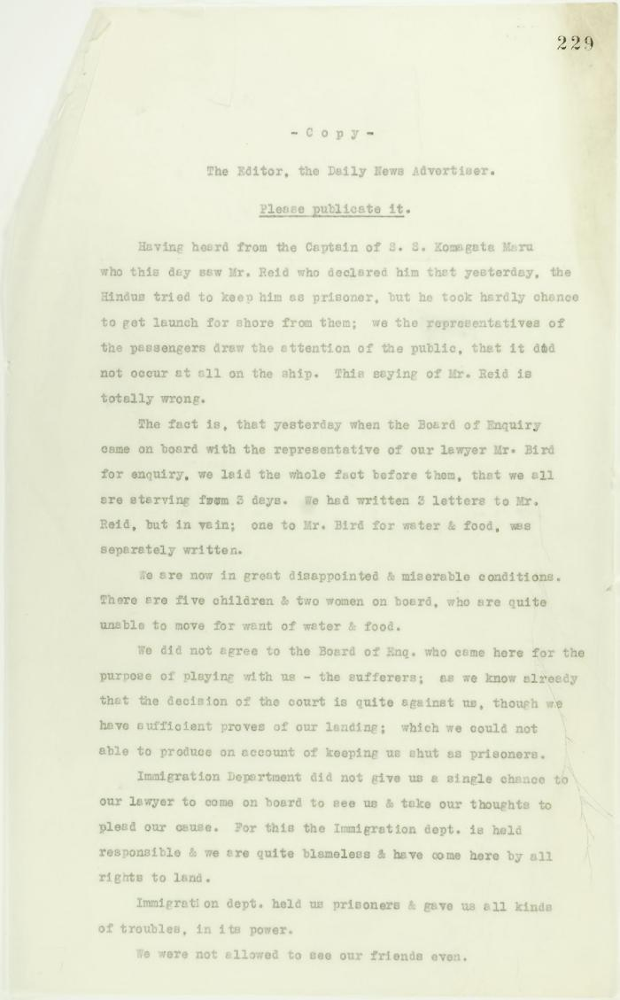 229
- C o p y -
The Editor, the Daily News Advertiser.
Please publicate it.
Having heard from the Captain of S. S. Komagata Maru
who this day saw Mr. Reid who declared him that yesterday, the
Hindus tried to keep him as prisoner, but he took hardly chance
to get launch for shore from them; we the representatives of
the passengers draw the attention of the public, that it did
not occur at all on the ship. This saying of Mr. Reid is
totally wrong.
The fact is, that yesterday when the Board of Enquiry
came on board with the representative of our lawyer Mr. Bird
for enquiry, we laid the whole fact before them, that we all
are starving from 3 days. We had written 3 letters to Mr.
Reid, but in vain; one to Mr. Bird for water & food, was
separately written.
We are now in great disappointed & miserable conditions.
There are five children & two women on board, who are quite
unable to move for want of water & food.
We did not agree to the Board of Enq. who came here for the
purpose of playing with us - the sufferers; as we know already
that the decision of the court is quite against us, though we
have sufficient proves of our landing; which we could not
able to produce on account of keeping us shut as prisoners.
Immigration Department did not give us a single chance to
our lawyer to come on board to see us & take our thoughts to
plead our cause. For this the Immigration dept. is held
responsible & we are quite blameless & have come here by all
rights to land.
Immigration dept. held us prisoners & gave us all kinds
of troubles, in its power.
We were not allowed to see our friends even.